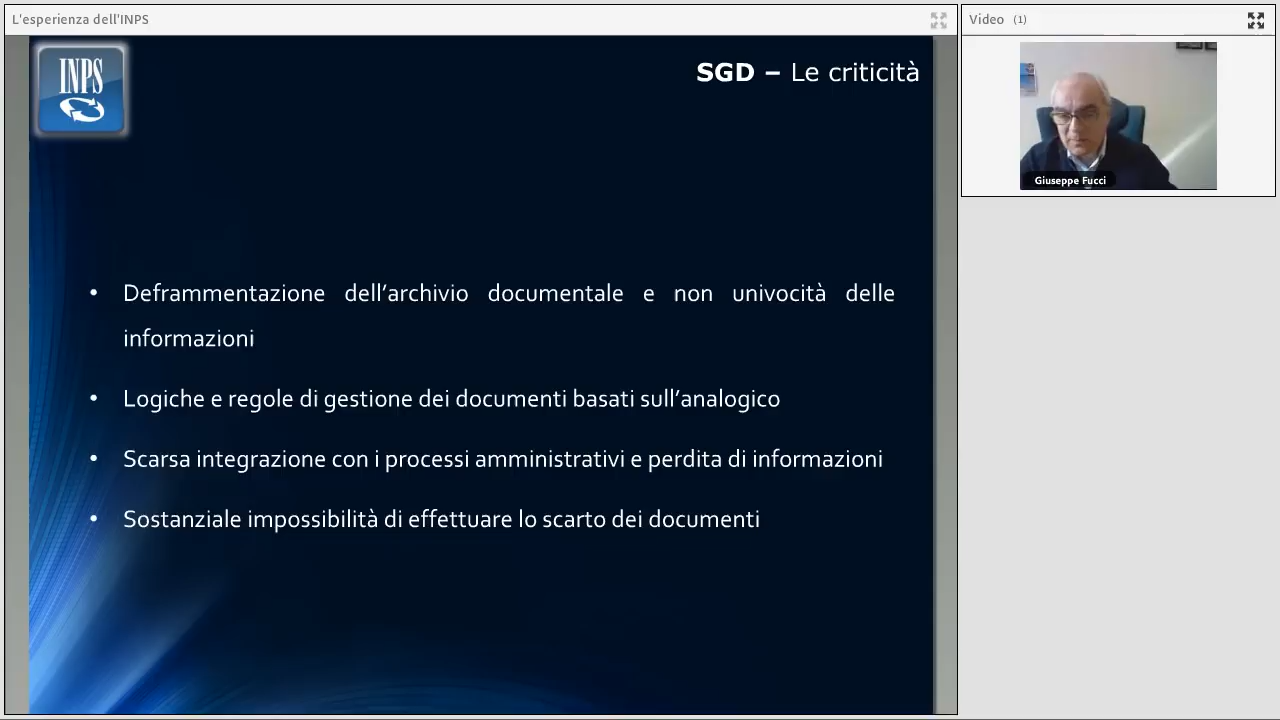 L'esperienza dell'INPS
Video (1)
INPS
SGD – Le criticità
Giuseppe Fucci
• Deframmentazione dell’archivio documentale e non univocità delle
informazioni
• Logiche e regole di gestione dei documenti basati sull’analogico
• Scarsa integrazione con i processi amministrativi e perdita di informazioni
• Sostanziale impossibilità di effettuare lo scarto dei documenti